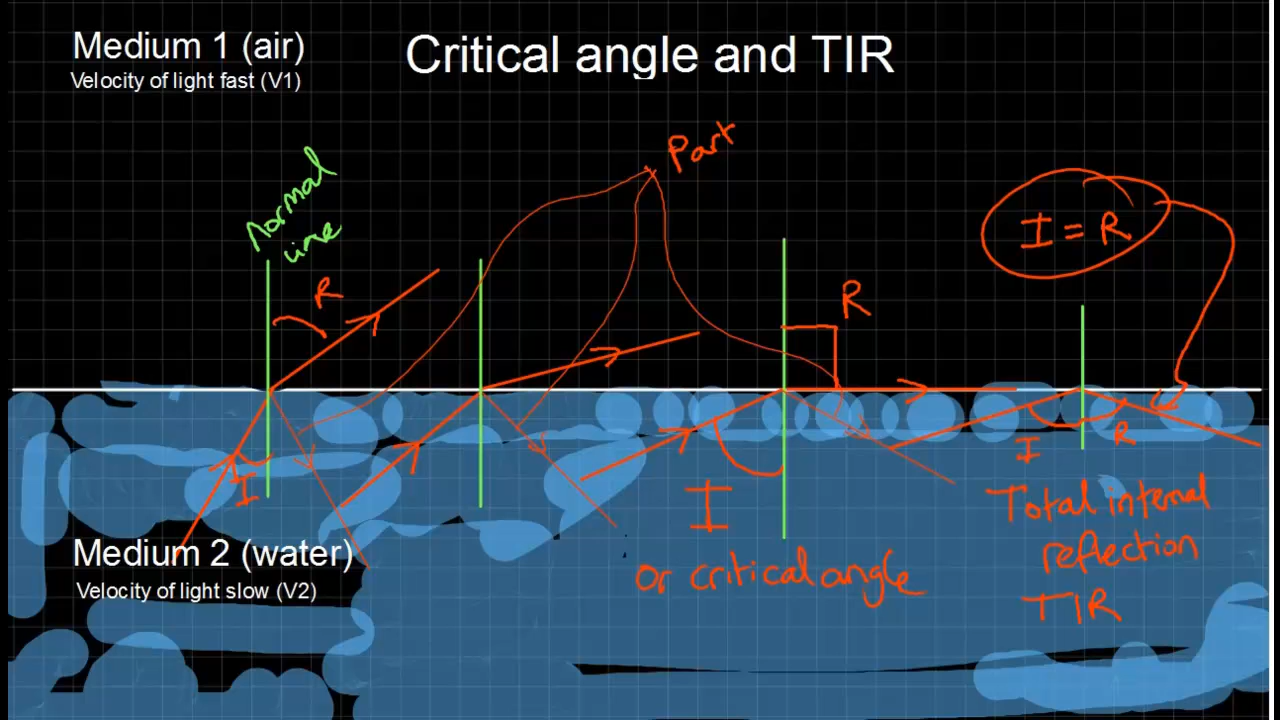 Medium 1 (air)
Velocity of light fast (V1)
Critical angle and TIR
Part
Normal
line
R
I = R
R
I
I
or critical angle
I
R
Total internal
reflection
TIR
Medium 2 (water)
Velocity of light slow (V2)